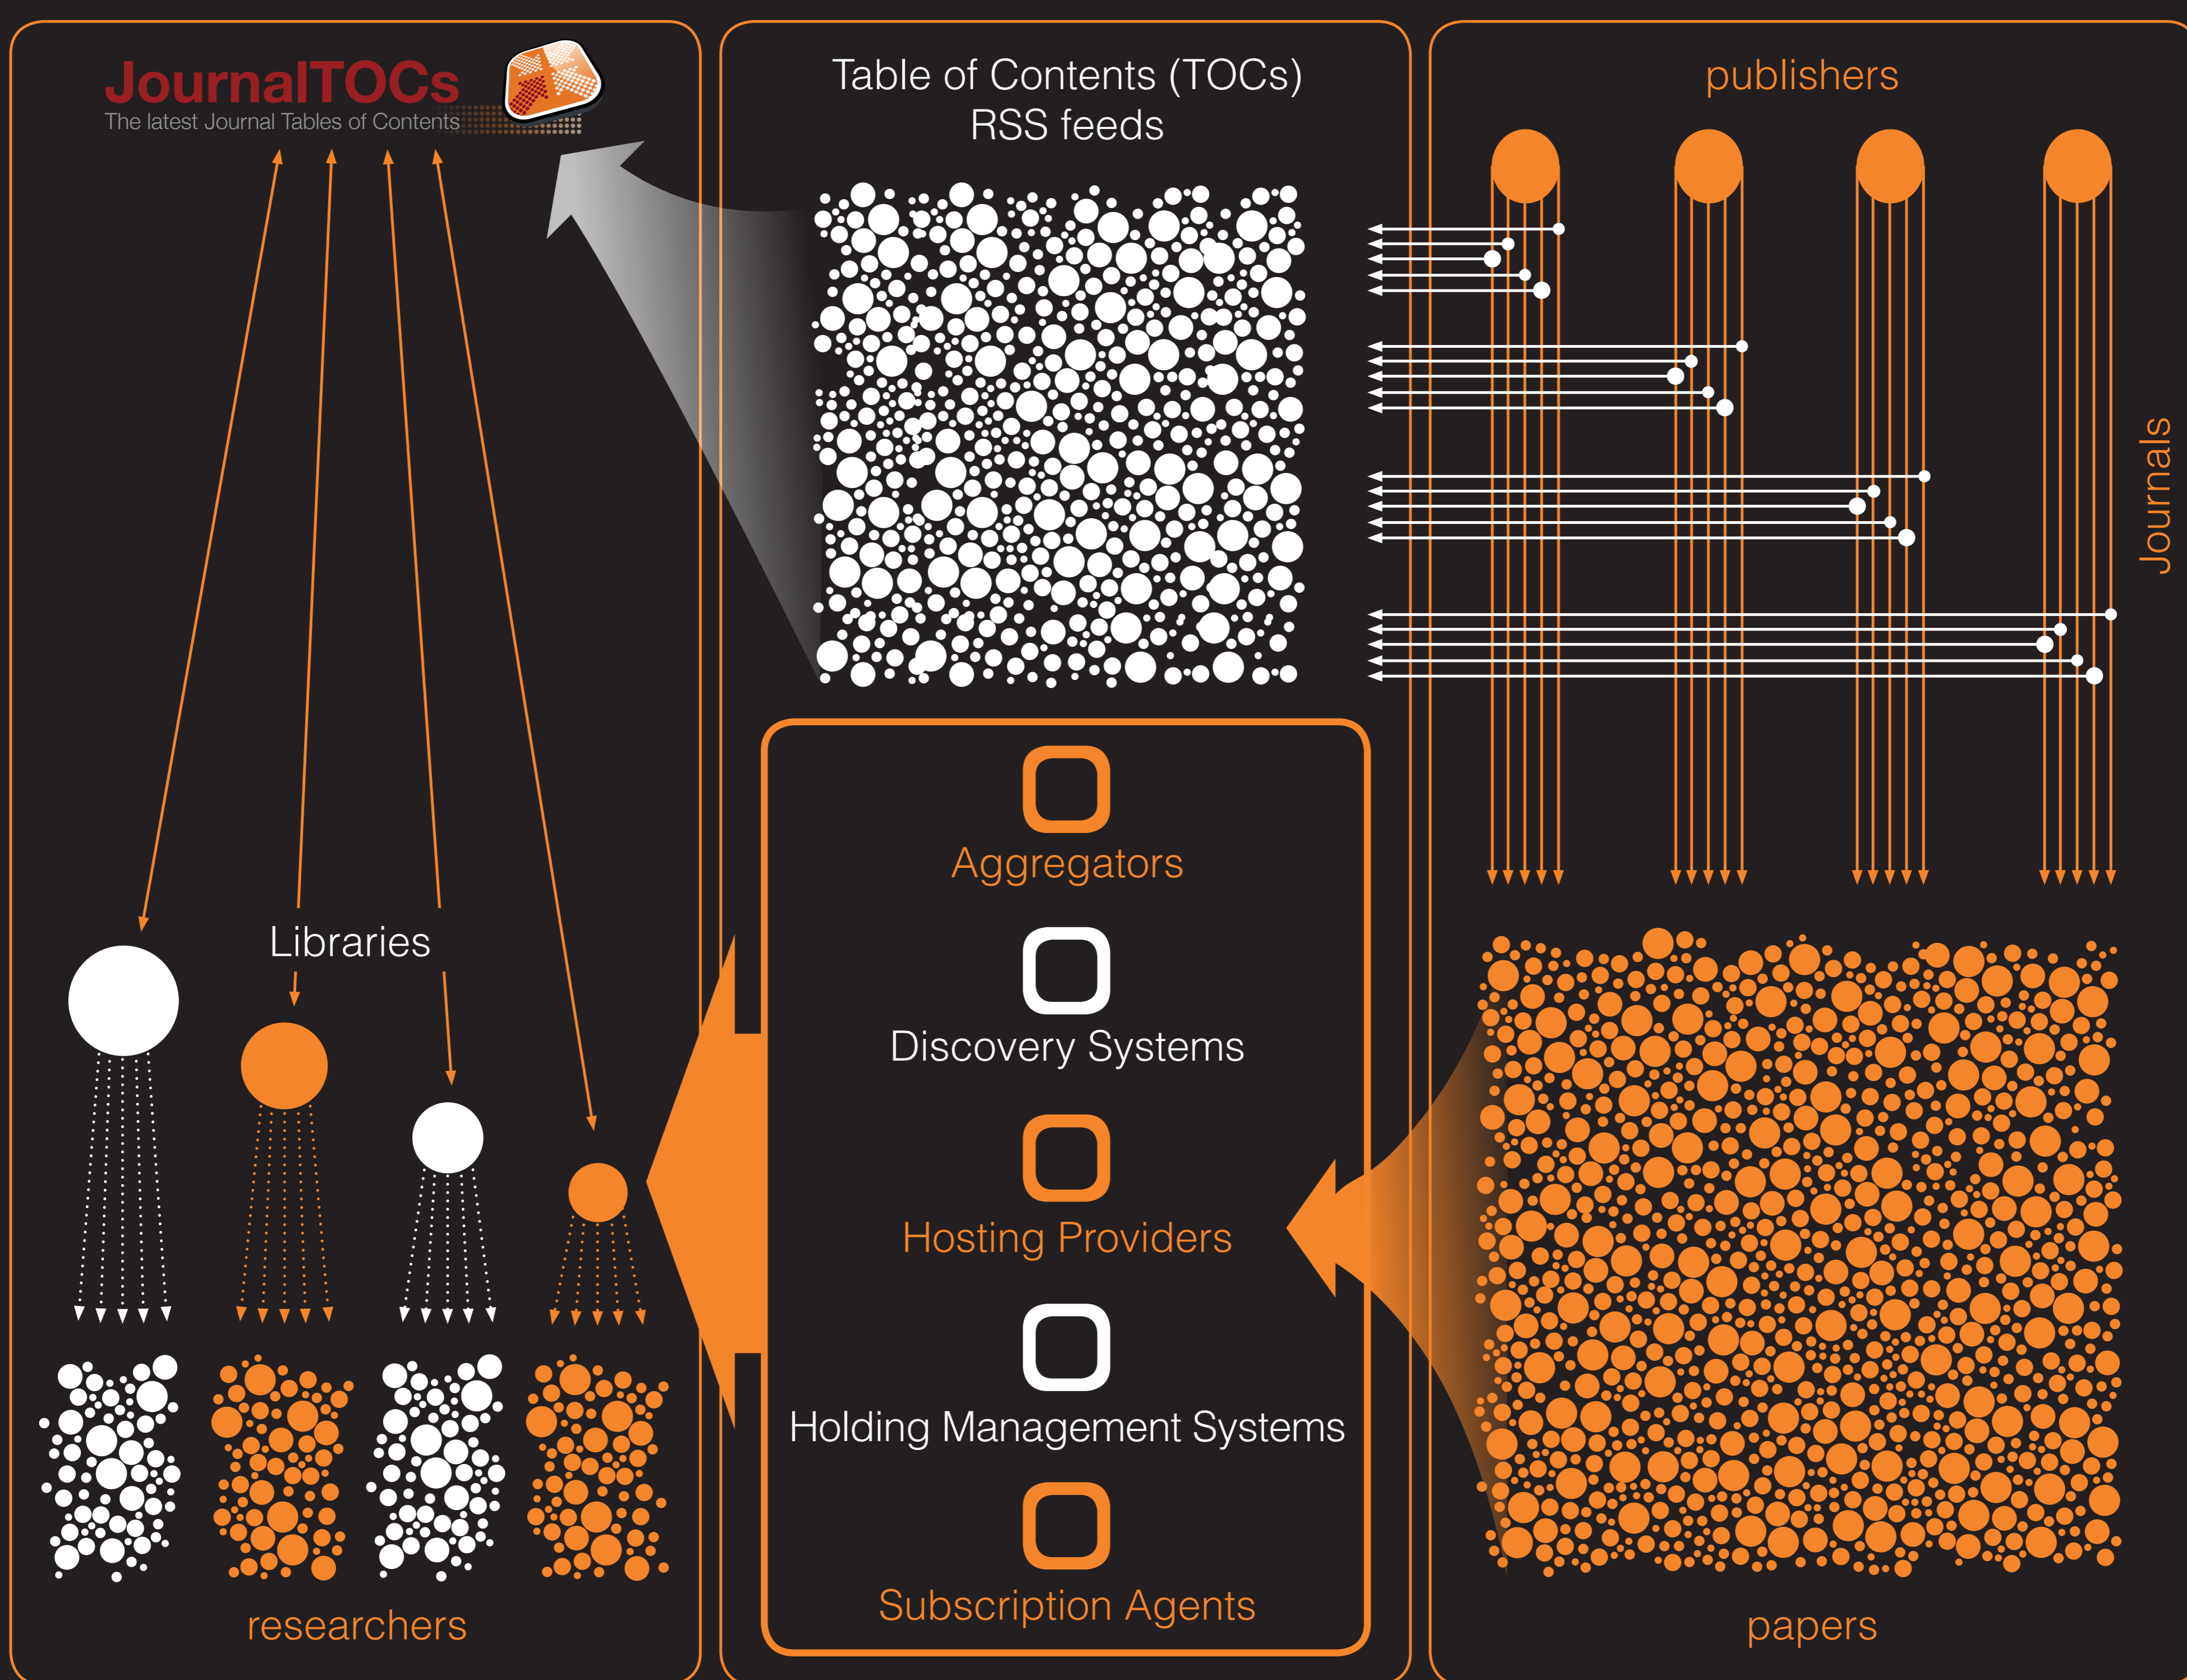 JournalTOCs
The latest Journal Tables of Contents
Libraries
researchers
Table of Contents (TOCs)
RSS feeds
Aggregators
Discovery Systems
Hosting Providers
Holding Management Systems
Subscription Agents
publishers
Journals
papers